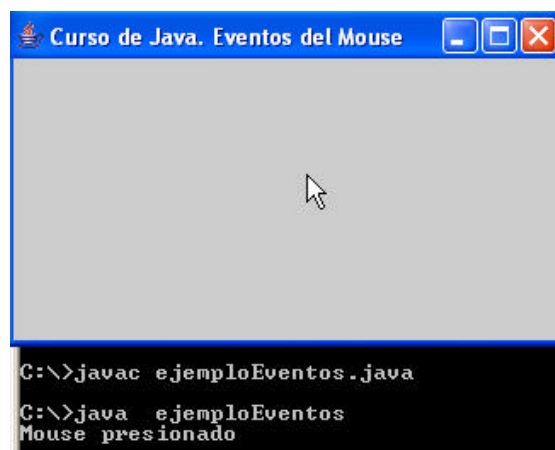 Curso de Java. Eventos del Mouse
C:\>javac ejemploEventos.java
C:\>java  ejemploEventos
Mouse presionado